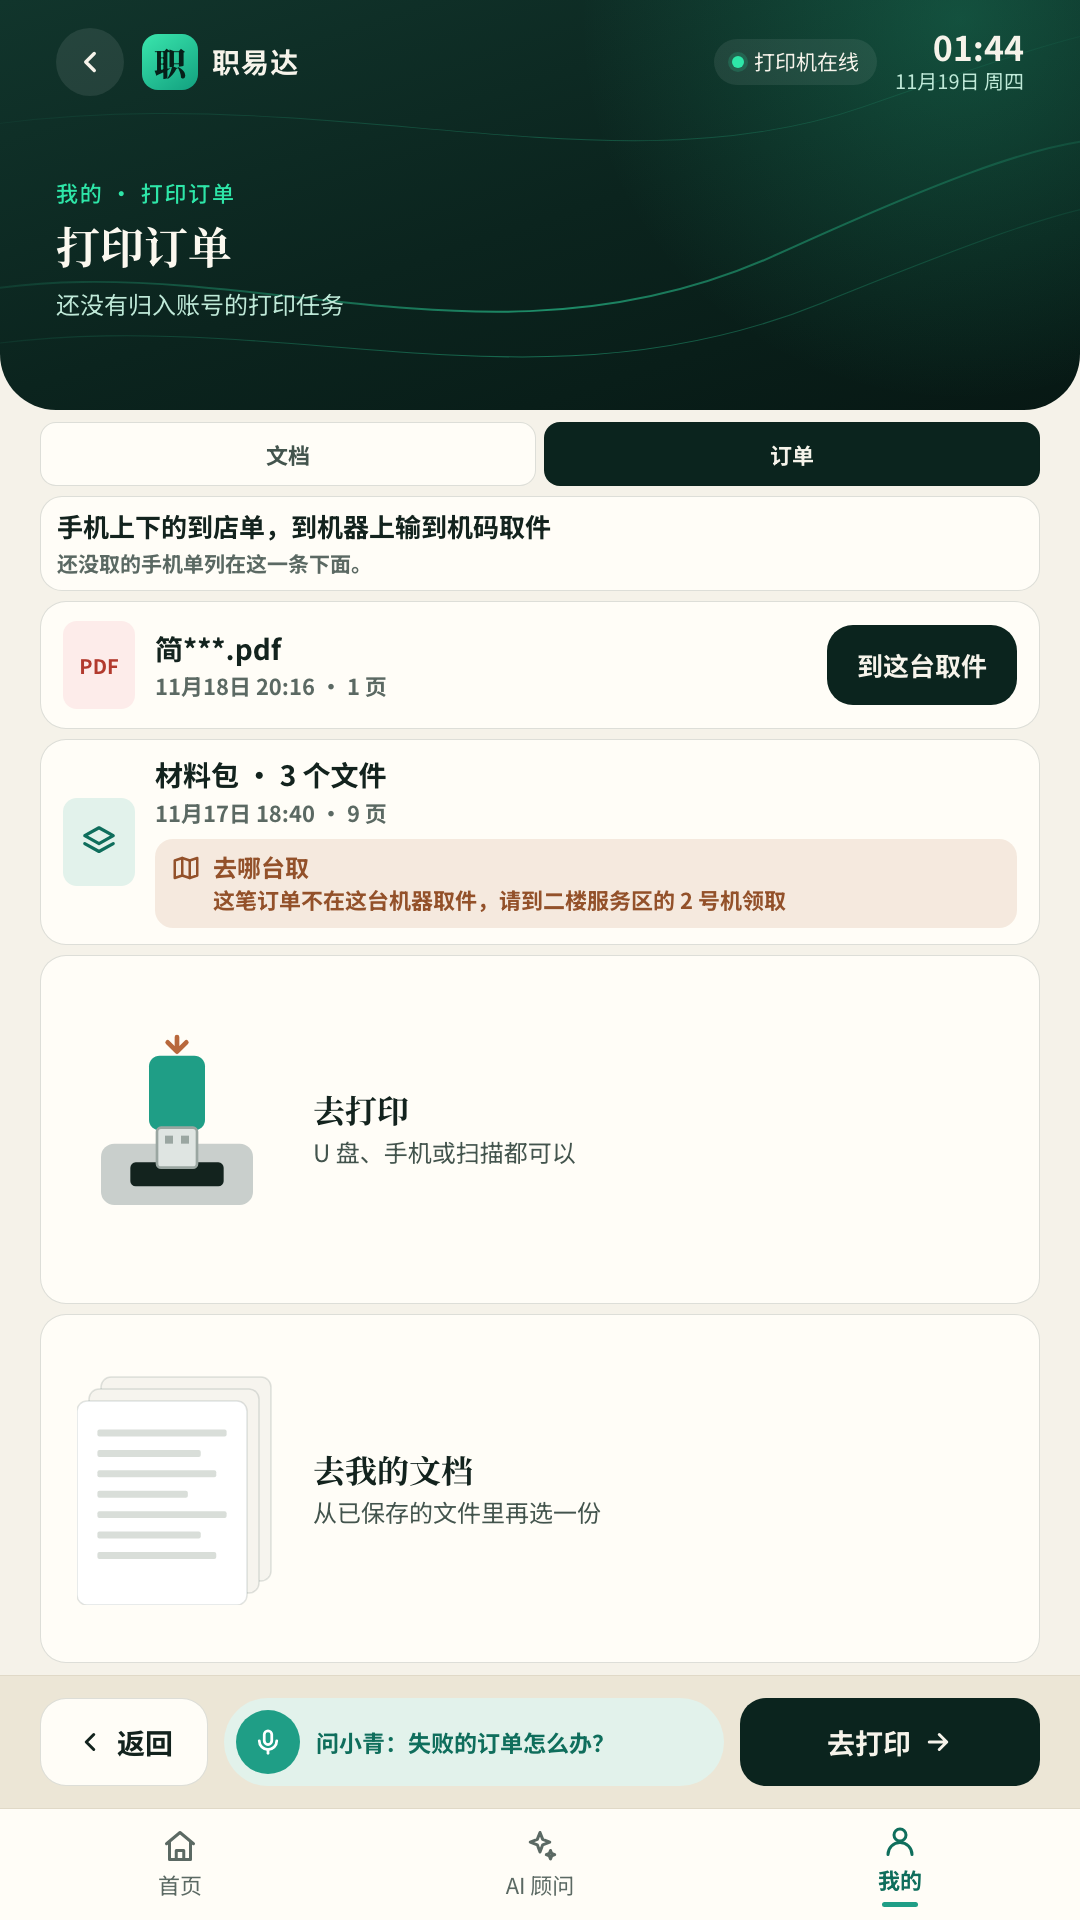 职 职易达
打印机在线
01:44
11月19日 周四
我的 · 打印订单
打印订单
还没有归入账号的打印任务
文档
订单
手机上下的到店单，到机器上输到机码取件
还没取的手机单列在这一条下面。
PDF
简***.pdf
11月18日 20:16 · 1 页
到这台取件
材料包 · 3 个文件
11月17日 18:40 · 9 页
去哪台取
这笔订单不在这台机器取件，请到二楼服务区的 2 号机领取
去打印
U 盘、手机或扫描都可以
去我的文档
从已保存的文件里再选一份
返回
问小青：失败的订单怎么办？
去打印
首页
AI 顾问
我的